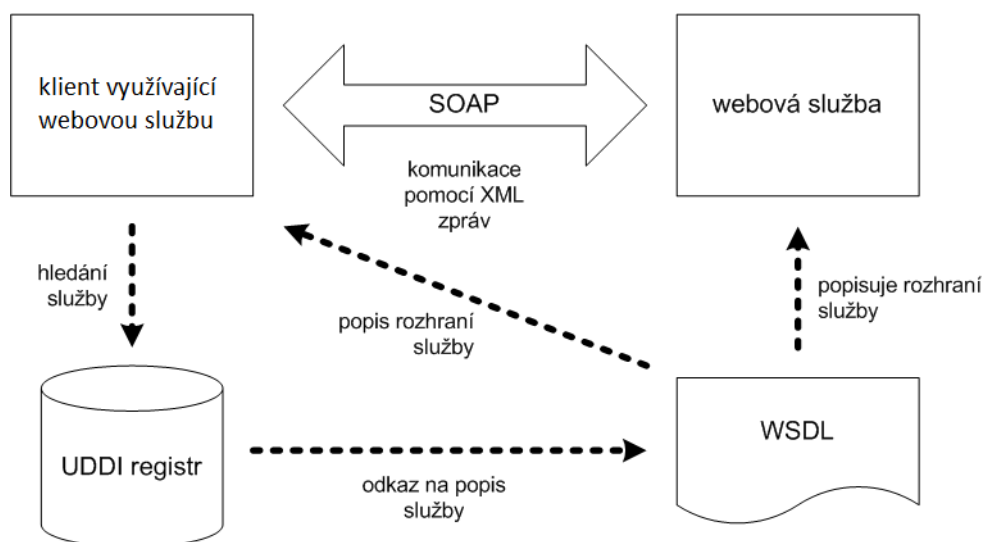 klient využívající
webovou službu
SOAP
webová služba
komunikace
pomocí XML
zpráv
hledání
služby
popis rozhraní
služby
popisuje rozhraní
služby
UDDI registr
odkaz na popis
služby
WSDL